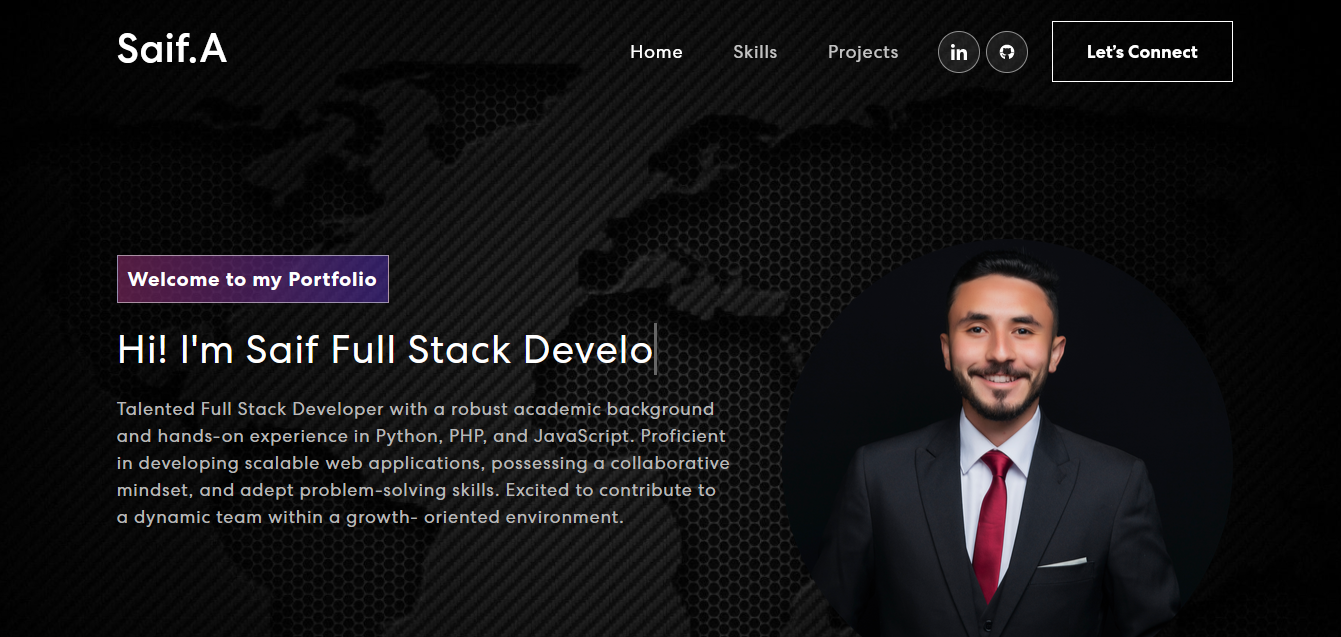 Saif.A
Home
Skills
Projects
in
Let's Connect
Welcome to my Portfolio
Hi! I'm Saif Full Stack Develo
Talented Full Stack Developer with a robust academic background
and hands-on experience in Python, PHP, and JavaScript. Proficient
in developing scalable web applications, possessing a collaborative
mindset, and adept problem-solving skills. Excited to contribute to
a dynamic team within a growth- oriented environment.